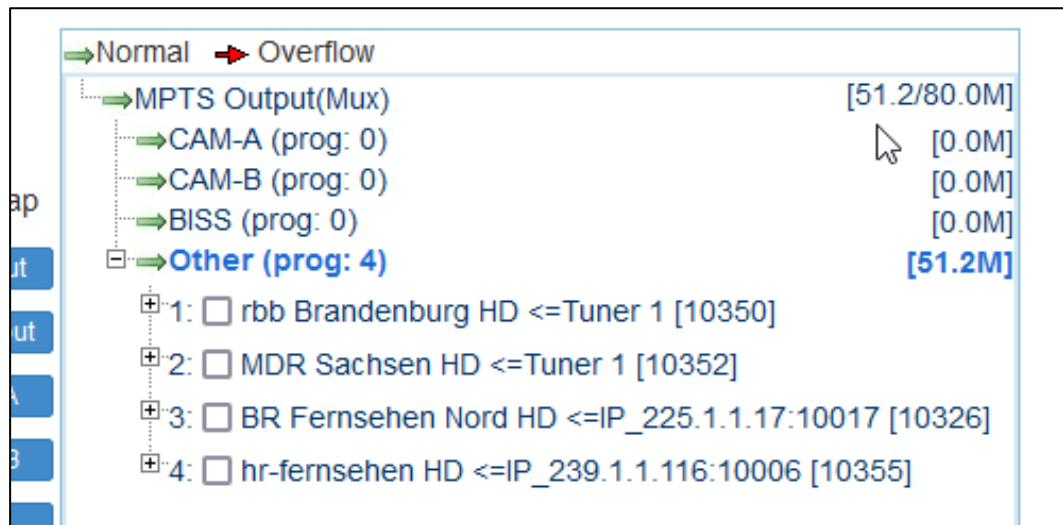 Normal Overflow
MPTS Output(Mux) [51.2/80.0M]
CAM-A (prog: 0) [0.0M]
CAM-B (prog: 0) [0.0M]
ap
BISS (prog: 0) [0.0M]
ut
Other (prog: 4) [51.2M]
1: rbb Brandenburg HD <=Tuner 1 [10350]
ut
2: MDR Sachsen HD <=Tuner 1 [10352]
3: BR Fernsehen Nord HD <=IP_225.1.1.17:10017 [10326]
4: hr-fernsehen HD <=IP_239.1.1.116:10006 [10355]